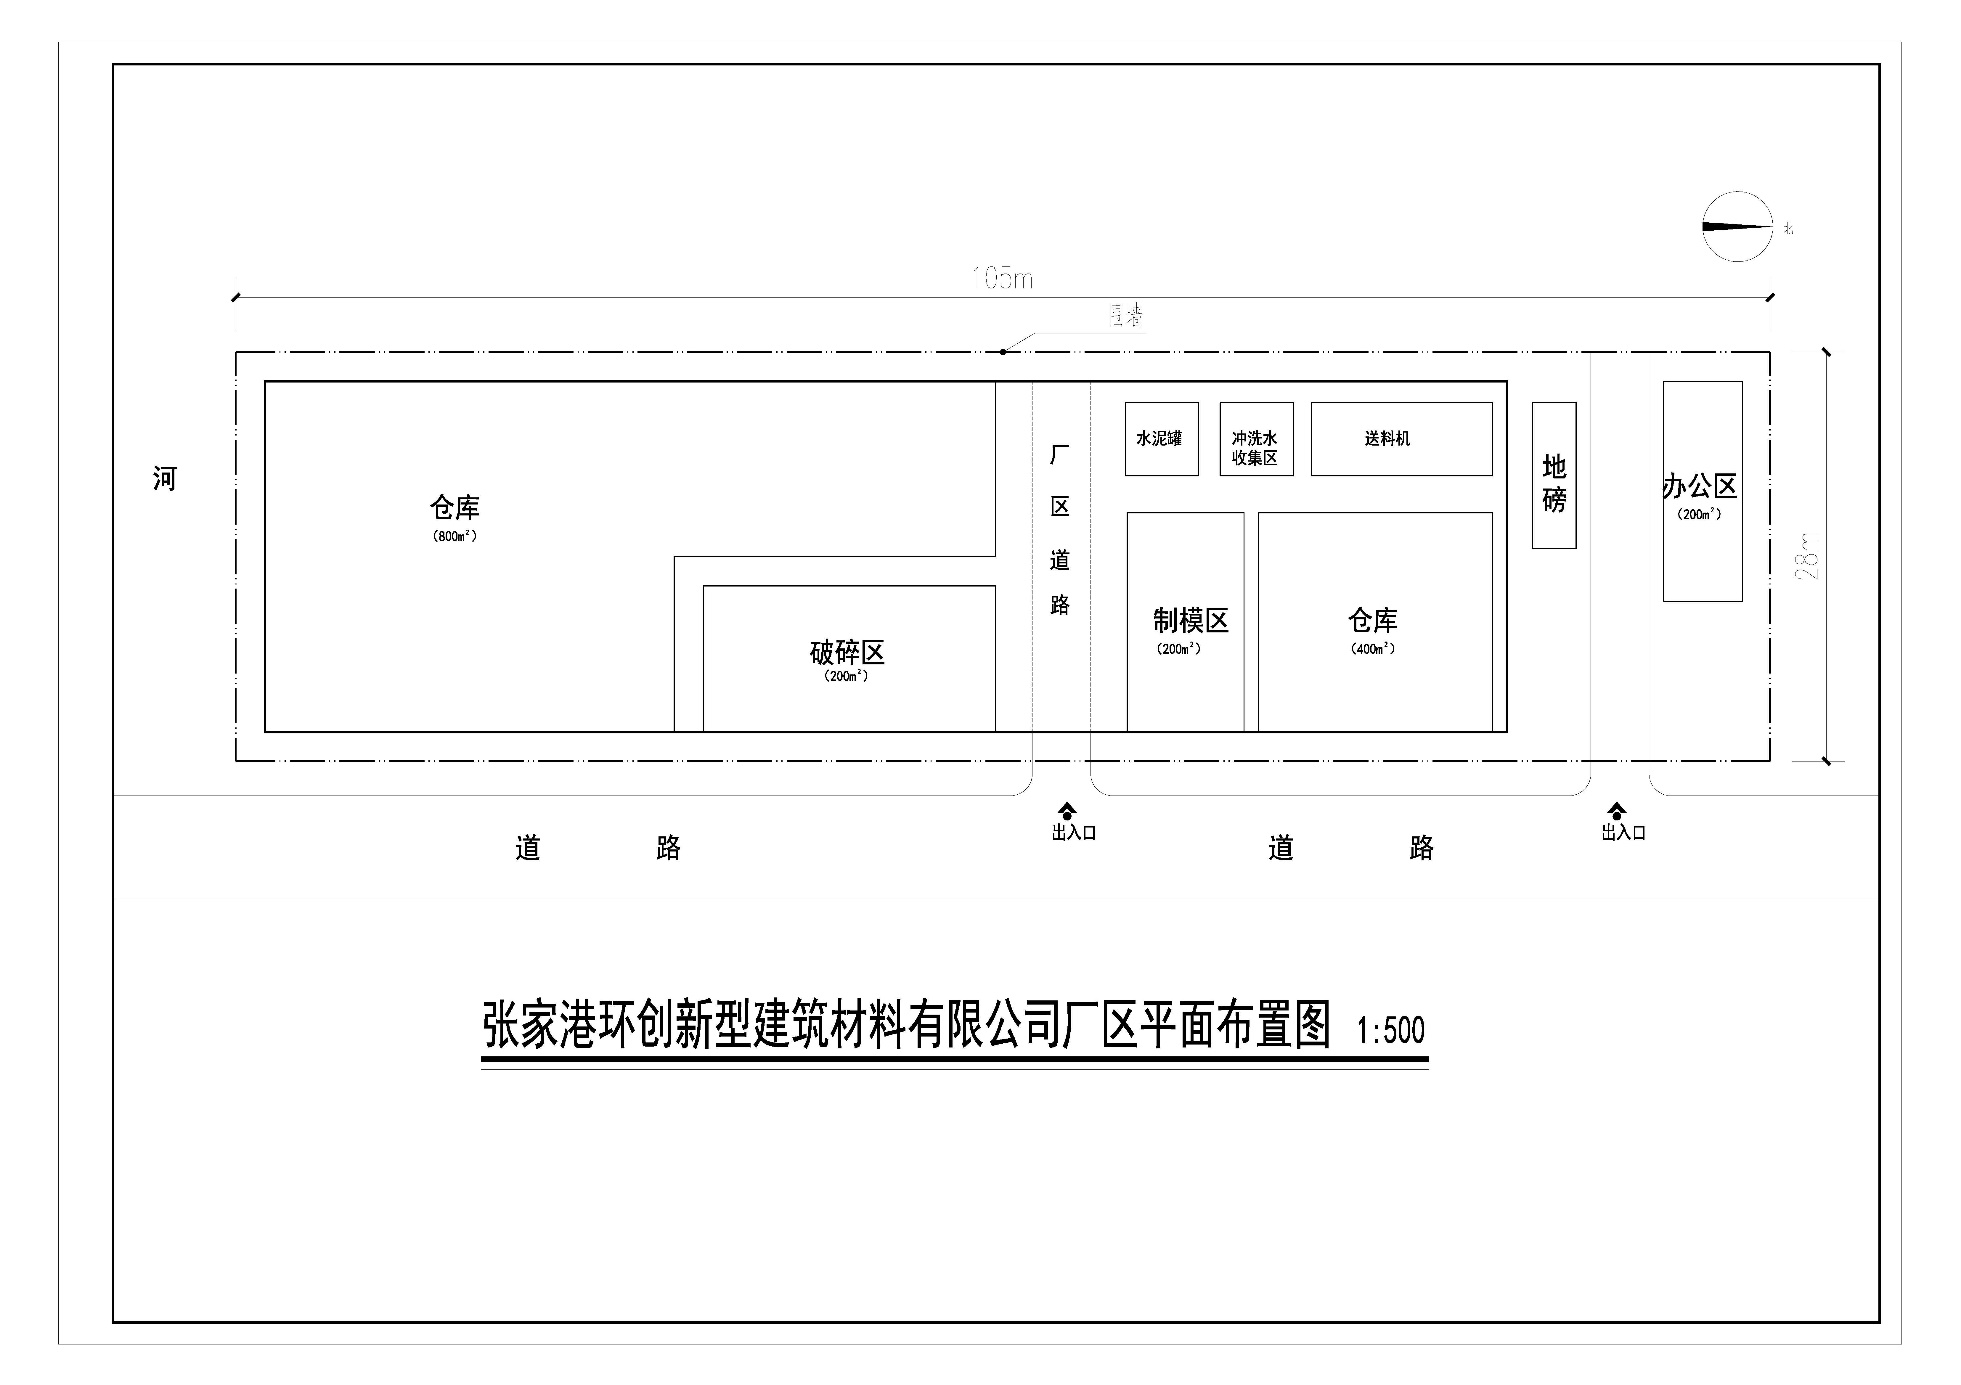 北
105m
围墙
水泥罐
冲洗水
收集区
送料机
厂区道路
地磅
河
办公区
(200m²)
仓库
(800m²)
28m
制模区
(200m²)
仓库
(400m²)
破碎区
(200m²)
出入口
出入口
道 路
道 路
张家港环创新型建筑材料有限公司厂区平面布置图 1:500